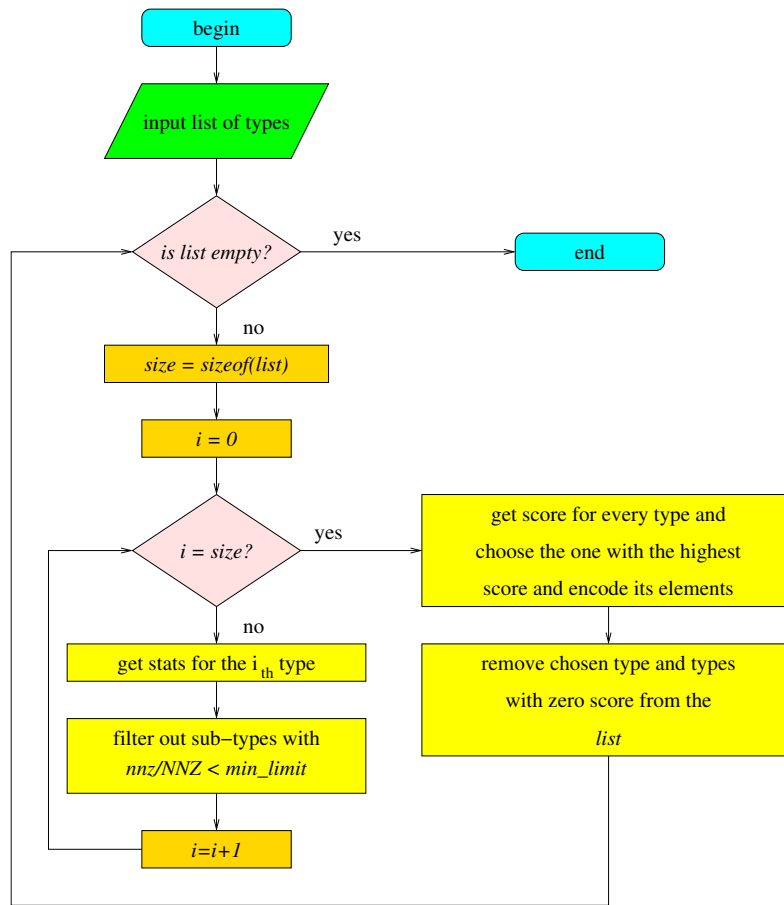 begin
input list of types
is list empty?
yes
end
no
size = sizeof(list)
i = 0
i = size?
yes
get score for every type and
choose the one with the highest
score and encode its elements
no
get stats for the i th type
remove chosen type and types
with zero score from the
list
filter out sub−types with
nnz/NNZ < min_limit
i=i+1